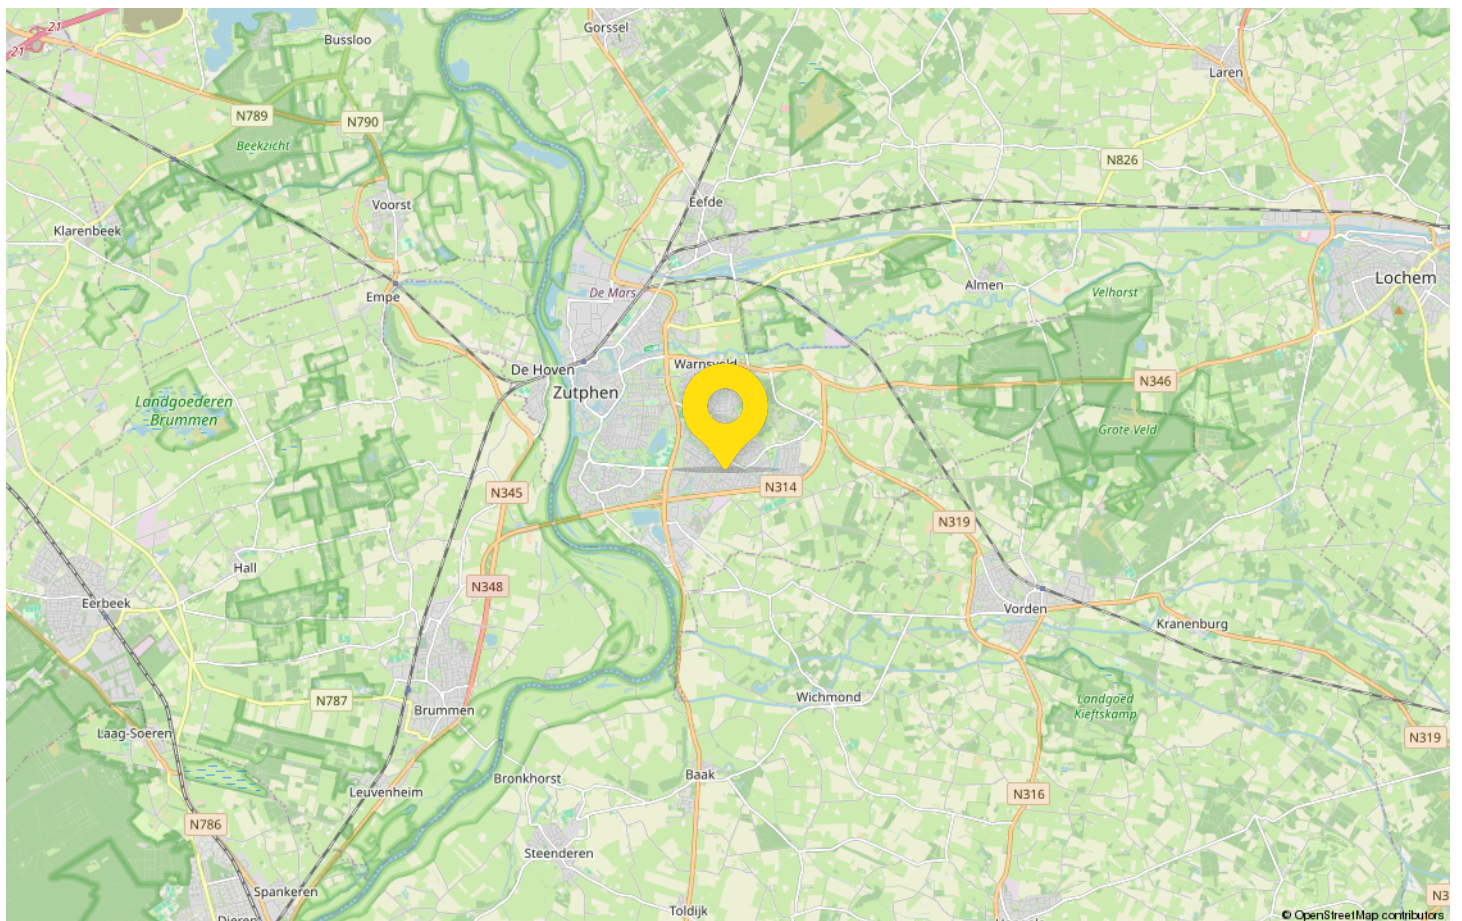 21
21
Bussloo
Gorssel
Laren
N789
N790
Beekzicht
N826
Voorst
Eefde
Klarenbeek
Empe
De Mars
Almen
Velhorst
Lochem
De Hoven
Warnsveld
Zutphen
N346
Landgoederen
Brummen
Grote Veld
N345
N314
N319
Hall
N348
Eerbeek
Vorden
Kranenburg
N787
Brummen
Wichmond
Landgoed
Kieftskamp
Laag-Soeren
N319
Bronkhorst
Baak
Leuvenheim
N316
N786
Steenderen
Spankeren
Toldijk
© OpenStreetMap contributors